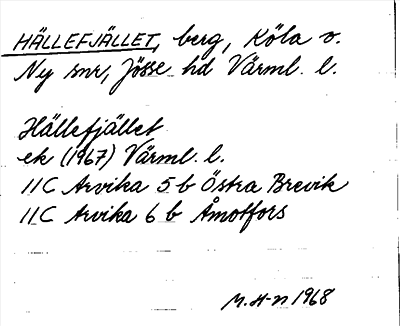 HÄLLEFJÄLLET, berg, Köla o.
Ny snr, Jösse hd Värml. l.
Hällefjället
ek (1967) Värml. l.
11C Arvika 5 b Östra Brevik
11C Arvika 6 b Åmotfors
M. H-n 1968